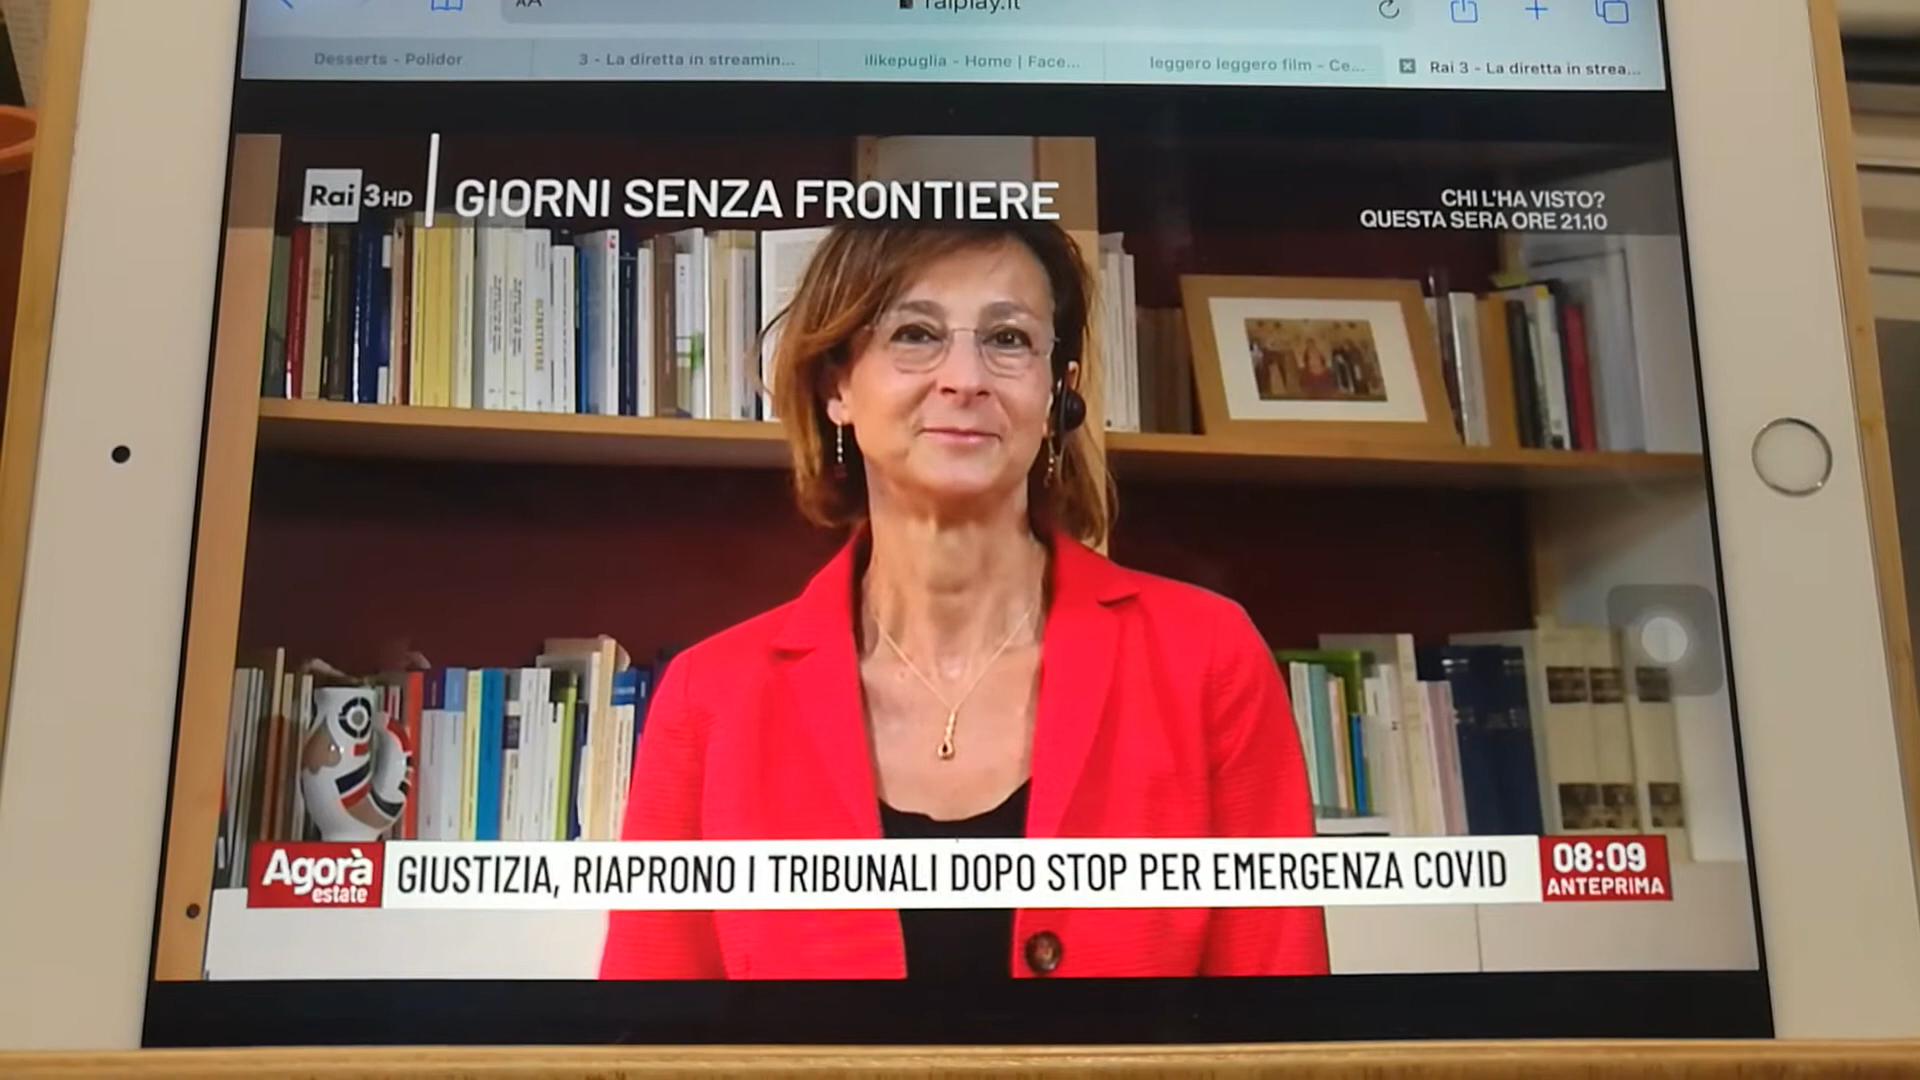 AA
raiplay.it
Desserts - Polidor
3 - La diretta in streamin...
ilikepuglia - Home | Face...
leggero leggero film - Ce...
Rai 3 - La diretta in strea...
Rai 3HD
GIORNI SENZA FRONTIERE
CHI L'HA VISTO?
QUESTA SERA ORE 21.10
OLTRETEVERE
Agorà
estate
GIUSTIZIA, RIAPRONO I TRIBUNALI DOPO STOP PER EMERGENZA COVID
08:09
ANTEPRIMA